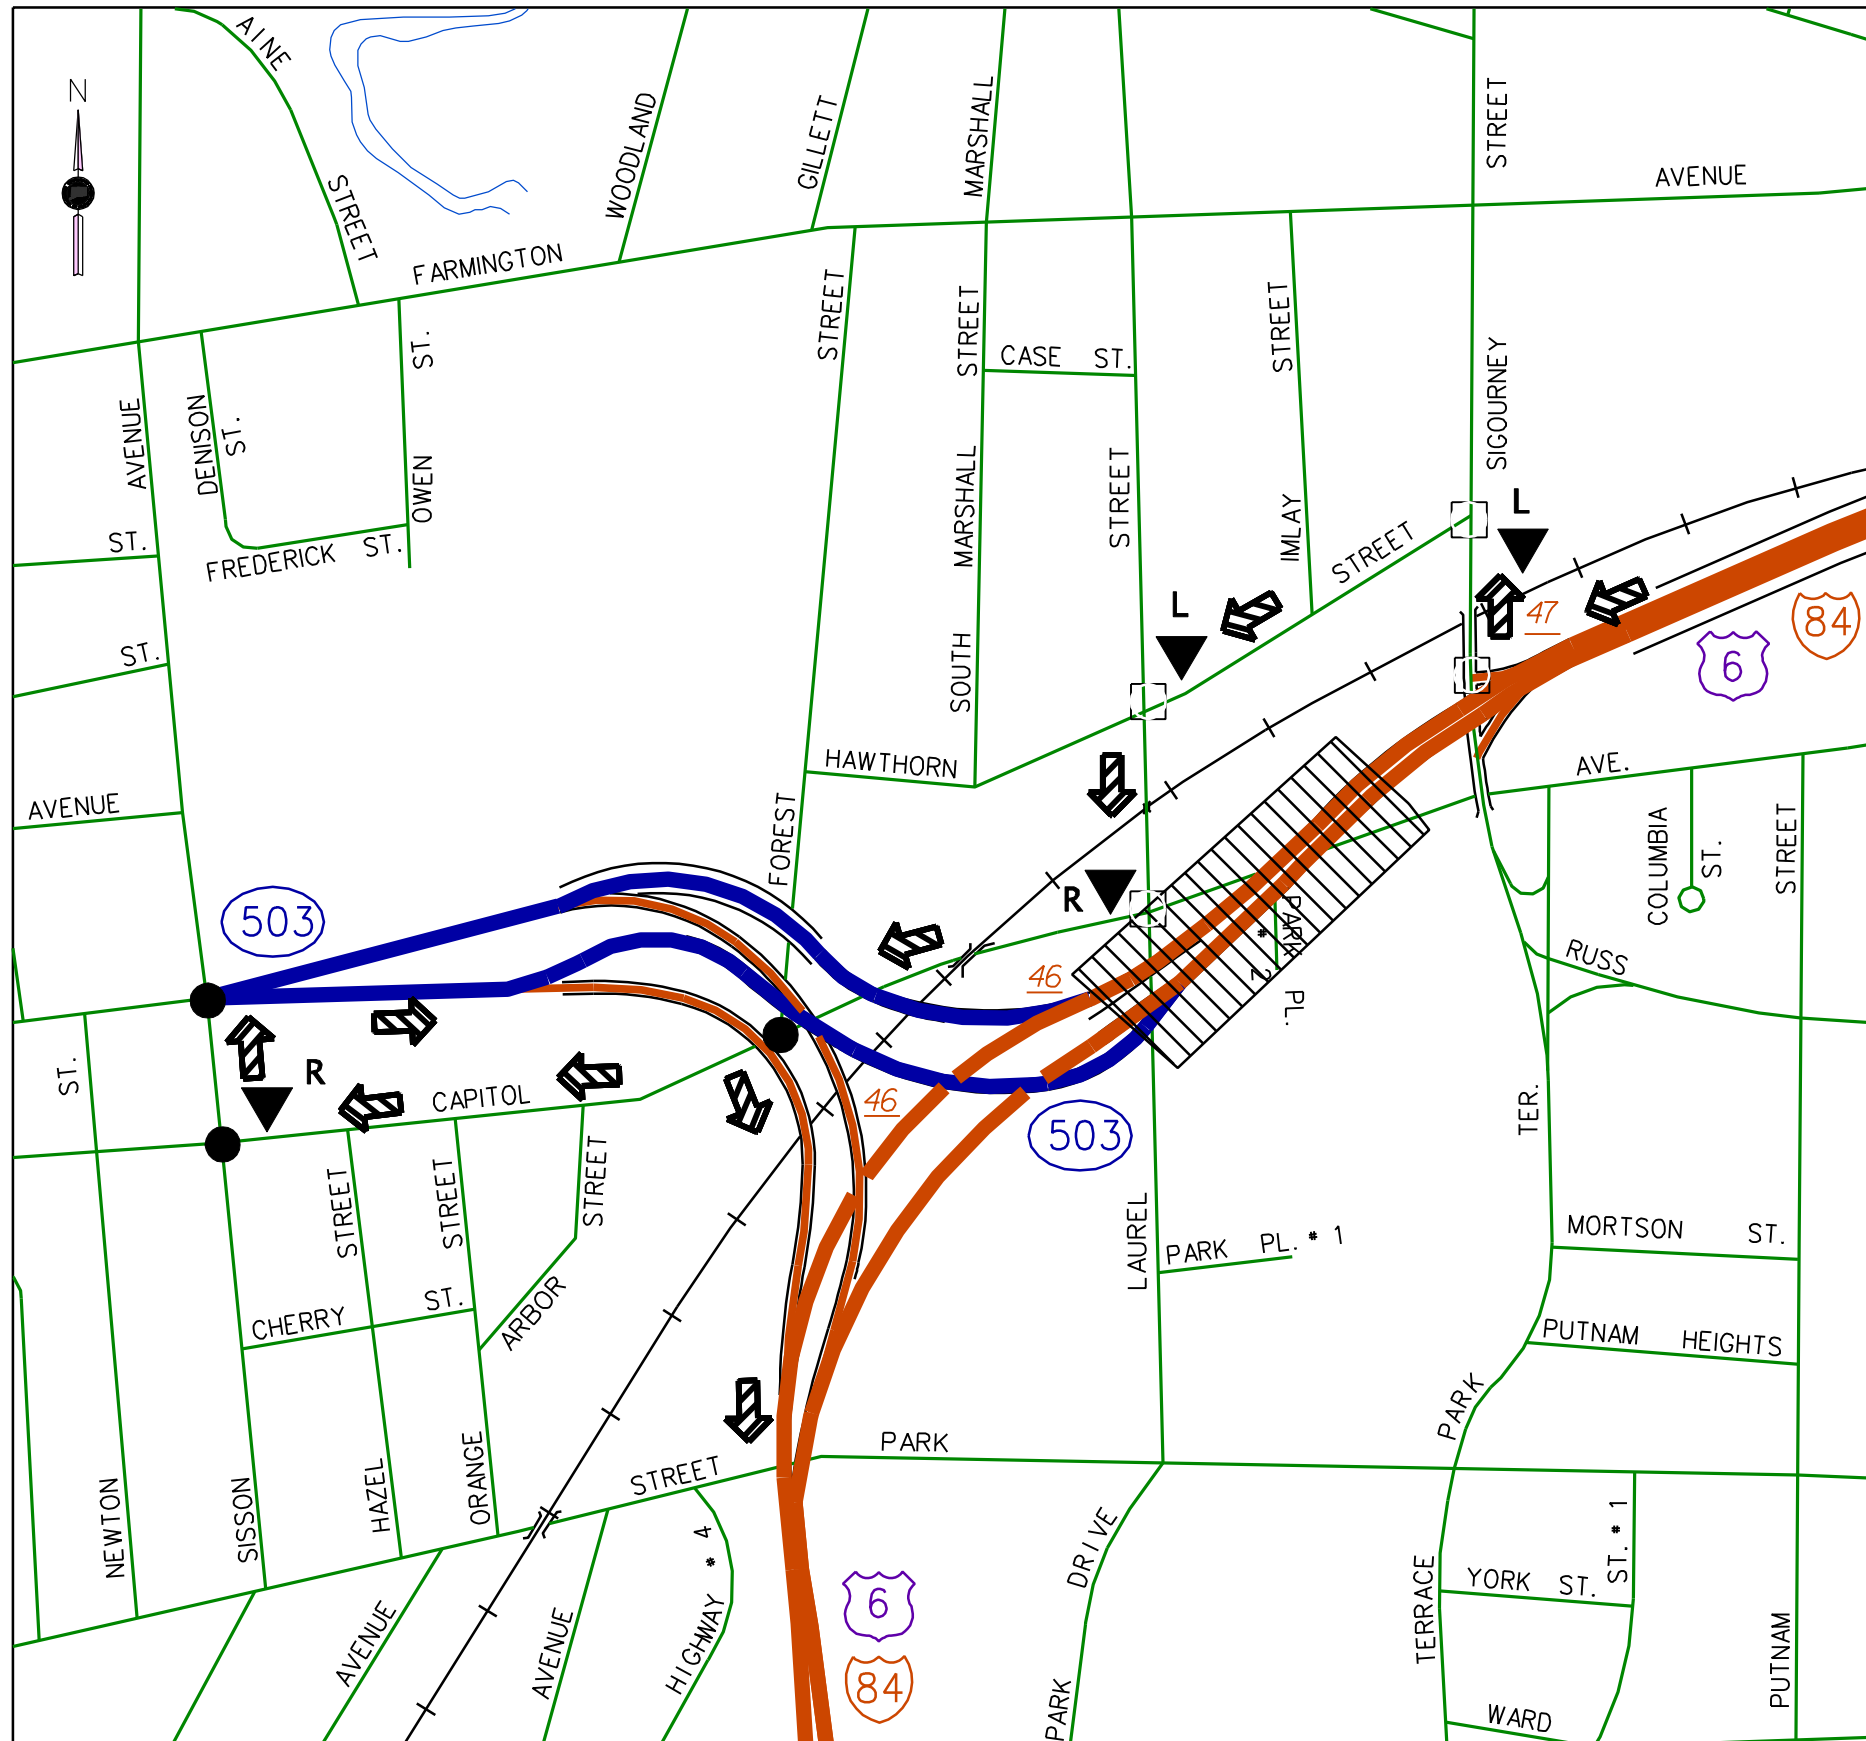 N
AINE
STREET
WOODLAND
GILLETT
MARSHALL
STREET
AVENUE
FARMINGTON
ST.
STREET
STREET
STREET
CASE ST.
SIGOURNEY
AVENUE
DENISON
ST.
OWEN
MARSHALL
STREET
IMLAY
STREET
L
ST.
FREDERICK ST.
L
47
84
6
ST.
SOUTH
HAWTHORN
AVE.
AVENUE
FOREST
COLUMBIA
ST.
STREET
503
R
PARK
# 2
PL.
46
RUSS
ST.
R
CAPITOL
46
503
TER.
STREET
STREET
STREET
LAUREL
PARK PL. # 1
MORTSON ST.
CHERRY ST.
ARBOR
PUTNAM HEIGHTS
PARK
PARK
STREET
NEWTON
SISSON
HAZEL
ORANGE
# 4
HIGHWAY
DRIVE
ST. # 1
TERRACE
YORK ST.
AVENUE
AVENUE
6
84
PARK
PUTNAM
WARD